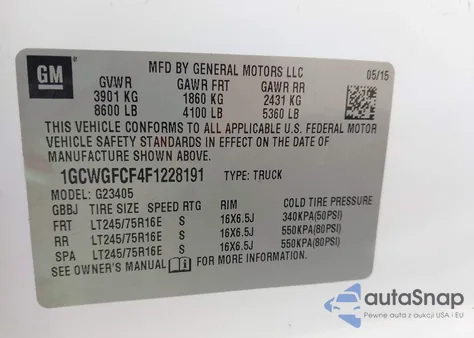 GM
MFD BY GENERAL MOTORS LLC
05/15
GVWR GAWR FRT GAWR RR
3901 KG 1860 KG 2431 KG
8600 LB 4100 LB 5360 LB
THIS VEHICLE CONFORMS TO ALL APPLICABLE U.S. FEDERAL MOTOR
VEHICLE SAFETY STANDARDS IN EFFECT ON THE DATE OF
MANUFACTURE SHOWN ABOVE.
1GCWGFCF4F1228191 TYPE: TRUCK
MODEL: G23405
GBBJ TIRE SIZE SPEED RTG RIM COLD TIRE PRESSURE
FRT LT245/75R16E S 16X6.5J 340KPA(50PSI)
RR LT245/75R16E S 16X6.5J 550KPA(80PSI)
SPA LT245/75R16E S 16X6.5J 550KPA(80PSI)
SEE OWNER'S MANUAL FOR MORE INFORMATION.
autoSnap
Pewne auta z aukcji USA i EU